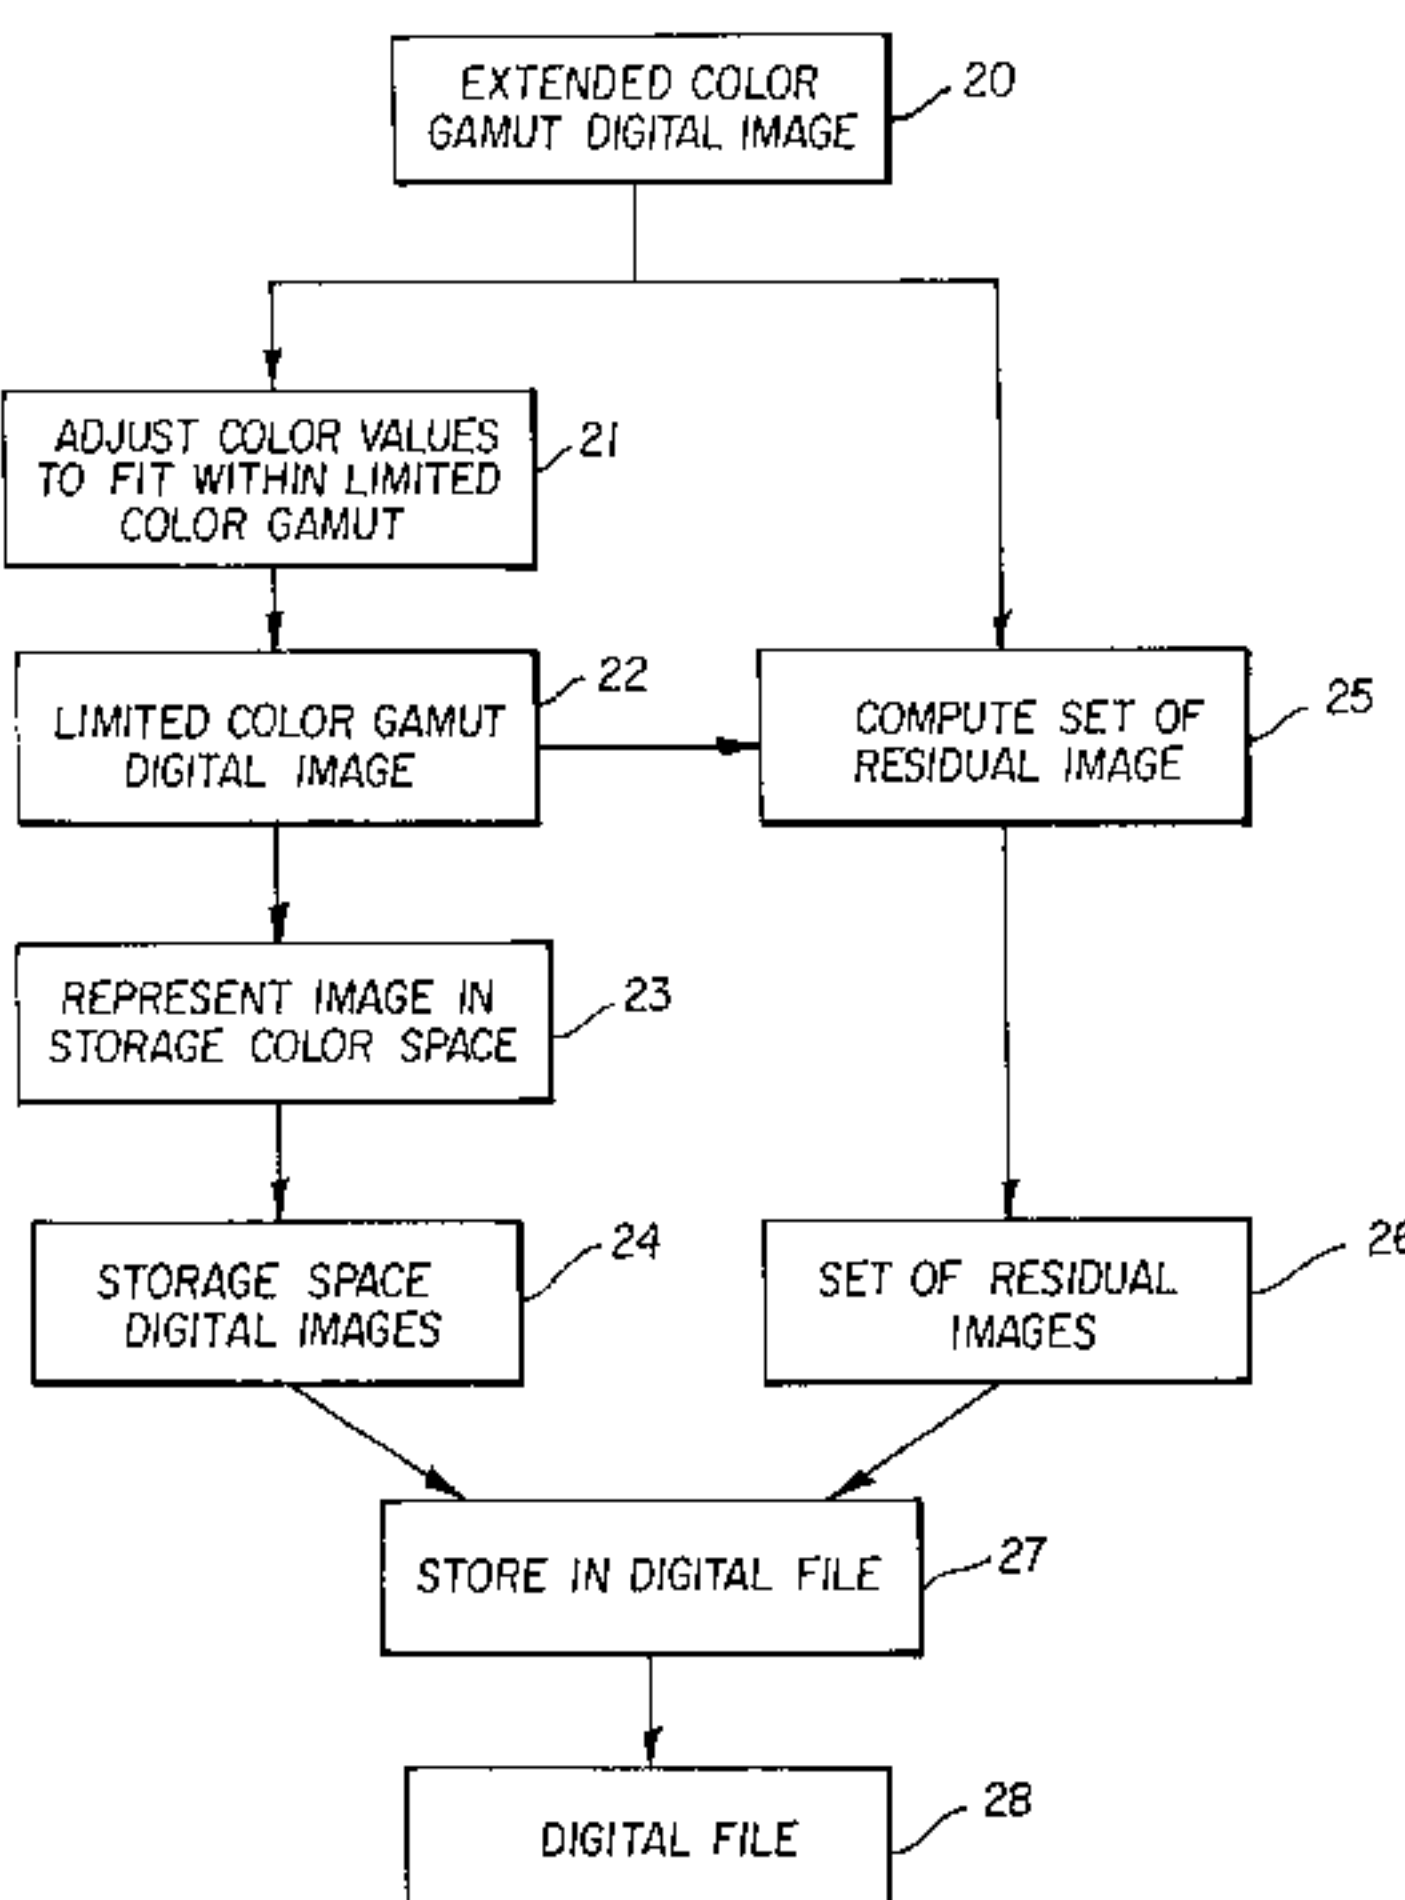 EXTENDED COLOR
GAMUT DIGITAL IMAGE
20
ADJUST COLOR VALUES
TO FIT WITHIN LIMITED
COLOR GAMUT
21
LIMITED COLOR GAMUT
DIGITAL IMAGE
22
COMPUTE SET OF
RESIDUAL IMAGE
25
REPRESENT IMAGE IN
STORAGE COLOR SPACE
23
STORAGE SPACE
DIGITAL IMAGES
24
SET OF RESIDUAL
IMAGES
26
STORE IN DIGITAL FILE
27
DIGITAL FILE
28